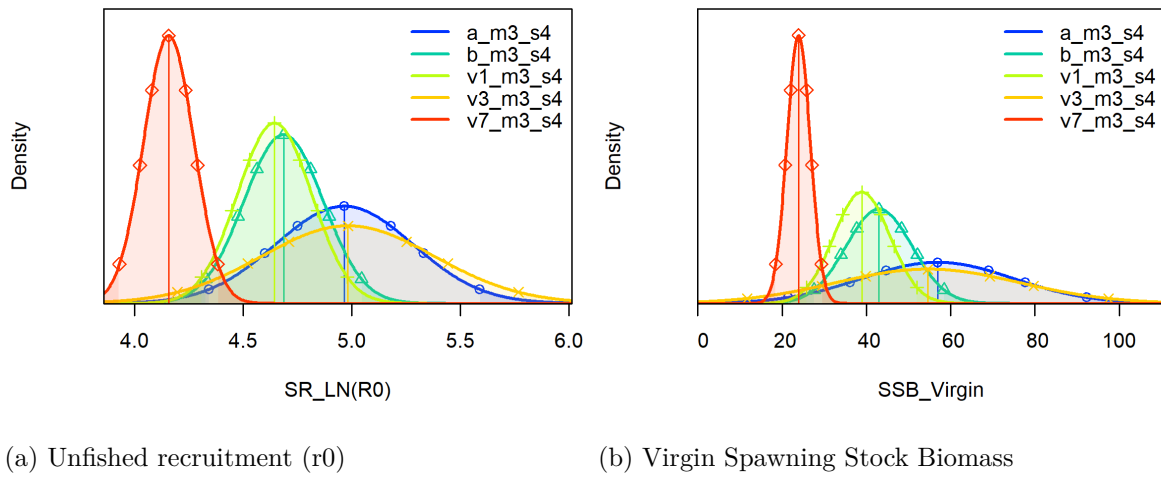 Density
a_m3_s4
b_m3_s4
v1_m3_s4
v3_m3_s4
v7_m3_s4
4.0 4.5 5.0 5.5 6.0
SR_LN(R0)
(a) Unfished recruitment (r0)
Density
a_m3_s4
b_m3_s4
v1_m3_s4
v3_m3_s4
v7_m3_s4
0 20 40 60 80 100
SSB_Virgin
(b) Virgin Spawning Stock Biomass